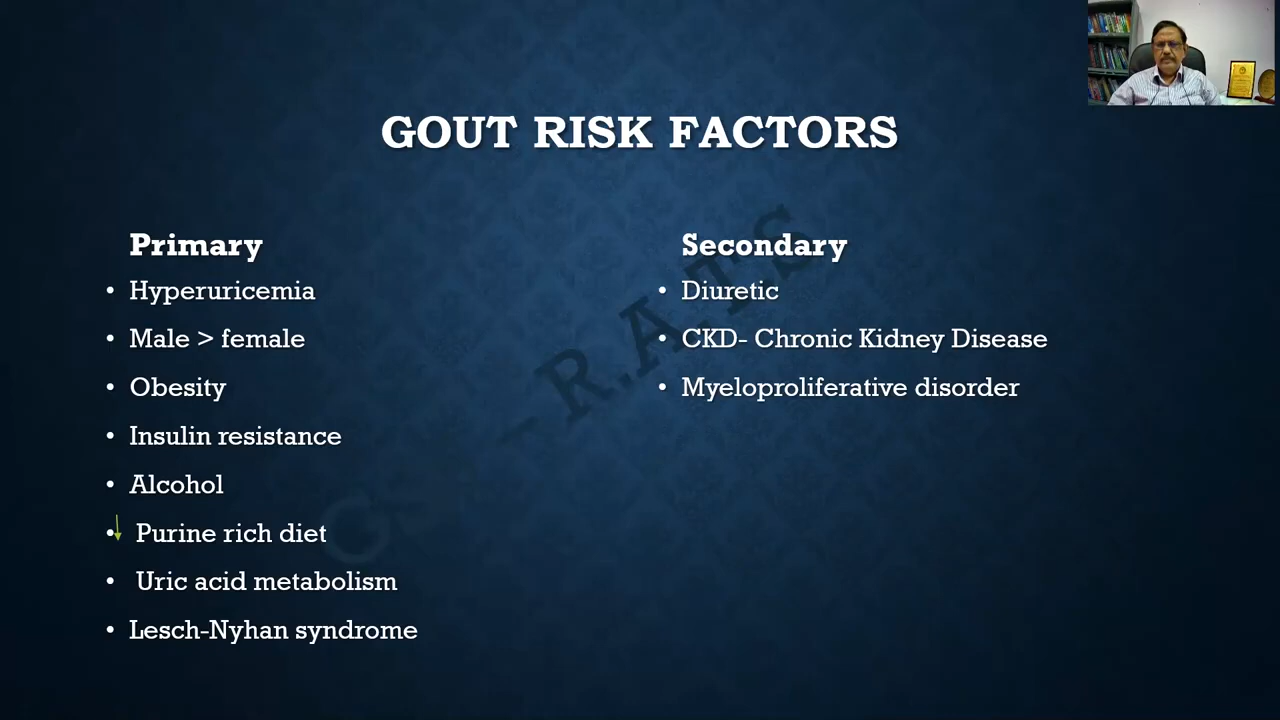 GOUT RISK FACTORS
Primary
• Hyperuricemia
• Male > female
• Obesity
• Insulin resistance
• Alcohol
• Purine rich diet
• Uric acid metabolism
• Lesch-Nyhan syndrome
Secondary
• Diuretic
• CKD- Chronic Kidney Disease
• Myeloproliferative disorder